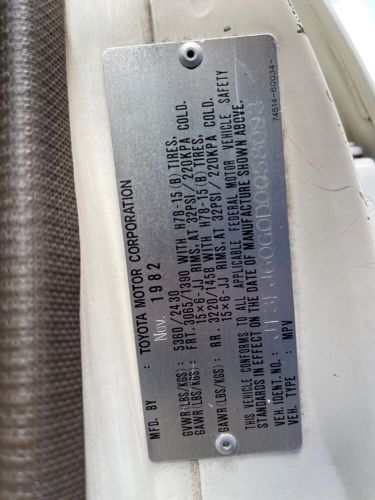 MFD. BY : TOYOTA MOTOR CORPORATION
Nov. 1982
GVWR(LBS/KGS) : 5360/2430
GAWR(LBS/KGS): FRT. 3065/1390 WITH H78-15(B) TIRES,
15×6-JJ RIMS, AT 32PSI/220KPA COLD.
GAWR(LBS/KGS): RR. 3220/1458 WITH H78-15(B) TIRES,
15×6-JJ RIMS, AT 32PSI/220KPA COLD.
THIS VEHICLE CONFORMS TO ALL APPLICABLE FEDERAL MOTOR VEHICLE SAFETY
STANDARDS IN EFFECT ON THE DATE OF MANUFACTURE SHOWN ABOVE.
VEH. IDENT. NO. :
VEH. TYPE : MPV
74514-60034-